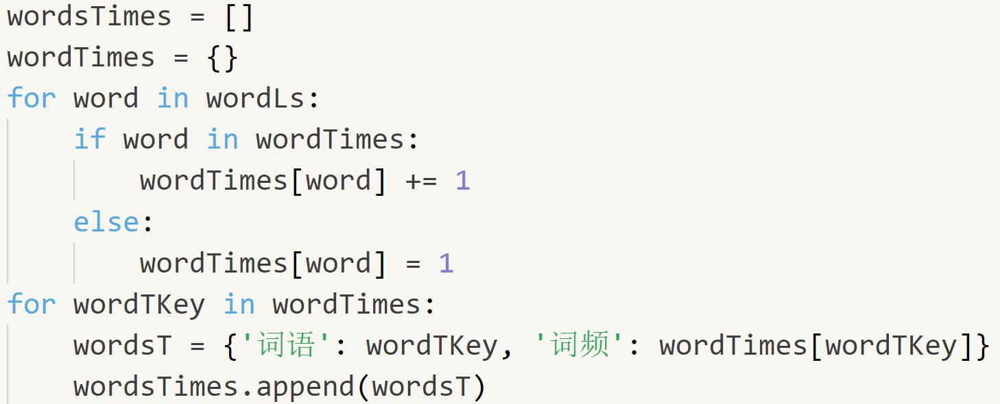 wordsTimes = []
wordTimes = {}
for word in wordLs:
    if word in wordTimes:
        wordTimes[word] += 1
    else:
        wordTimes[word] = 1
for wordTKey in wordTimes:
    wordsT = {'词语': wordTKey, '词频': wordTimes[wordTKey]}
    wordsTimes.append(wordsT)